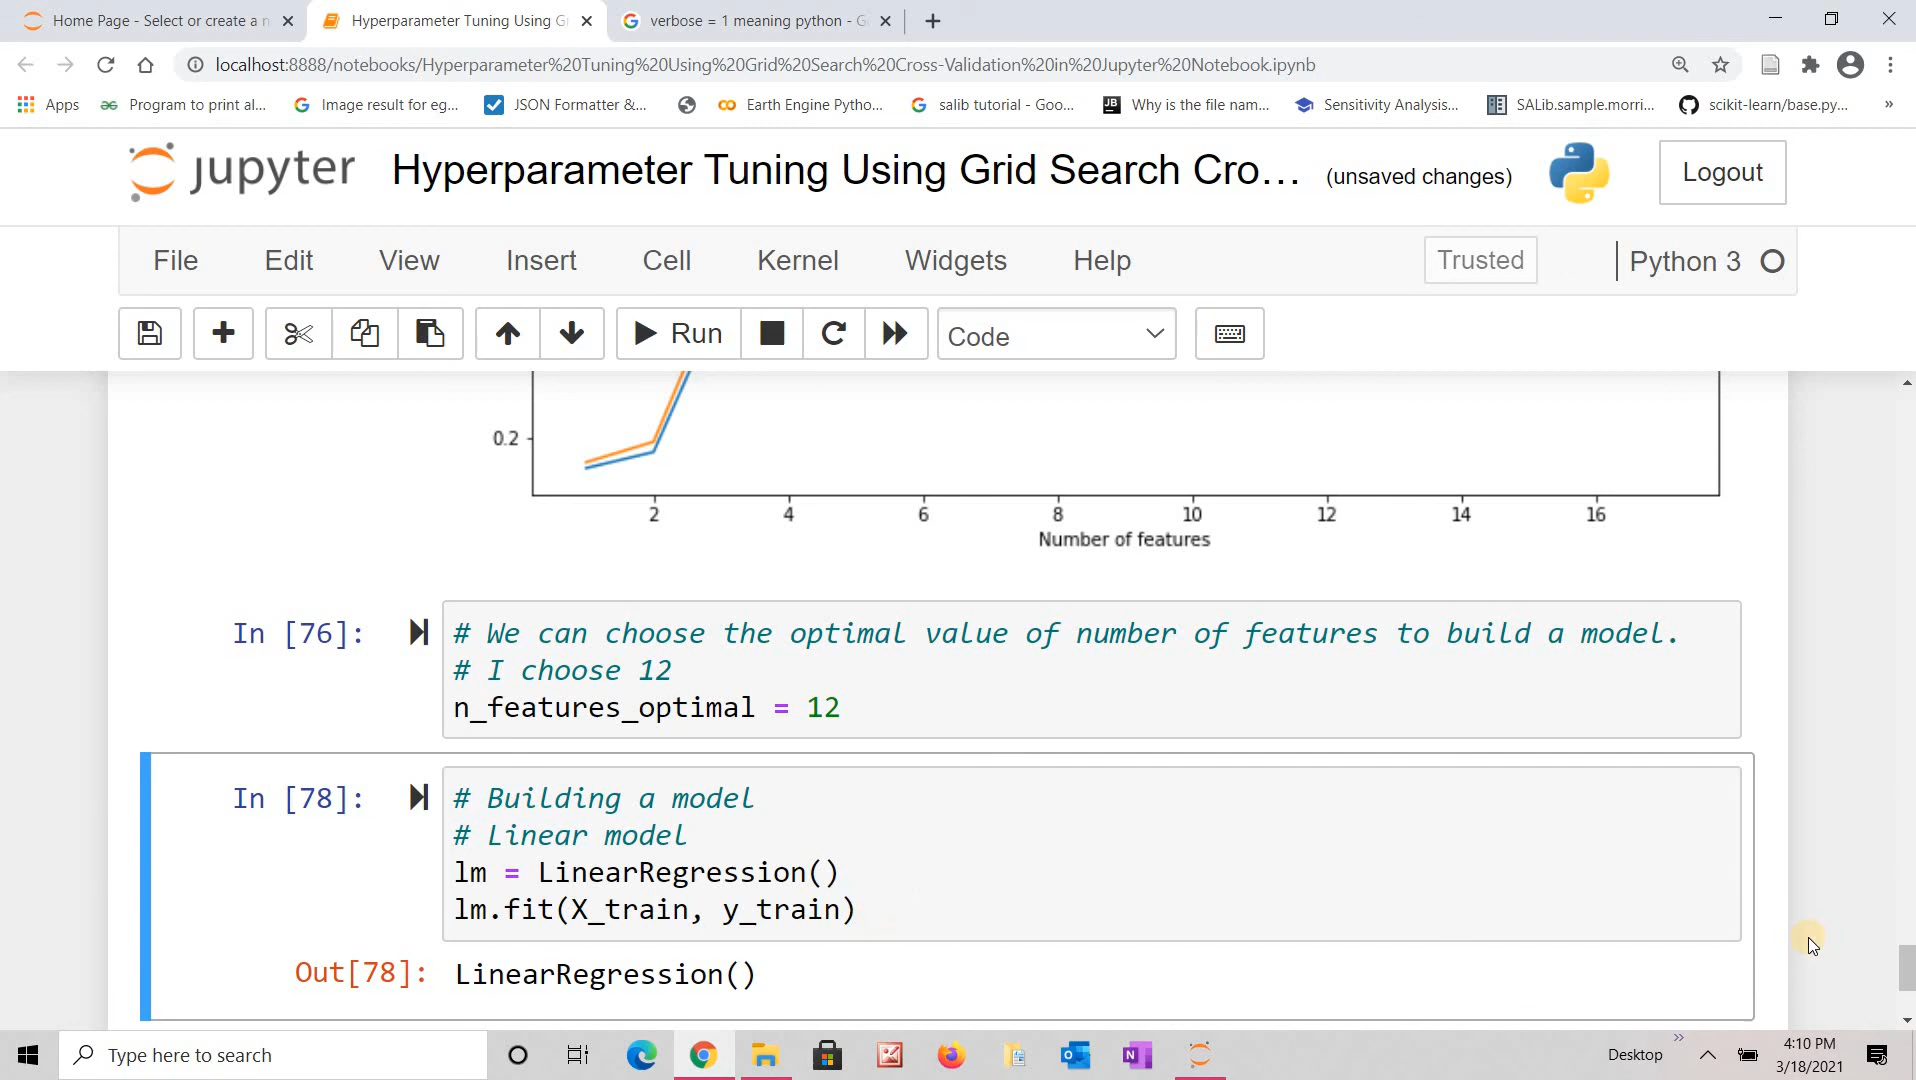 Home Page - Select or create a n
Hyperparameter Tuning Using G
verbose = 1 meaning python - G
localhost:8888/notebooks/Hyperparameter%20Tuning%20Using%20Grid%20Search%20Cross-Validation%20in%20Jupyter%20Notebook.ipynb
Apps
Program to print al...
Image result for eg...
JSON Formatter &...
Earth Engine Pytho...
salib tutorial - Goo...
JB
Why is the file nam...
Sensitivity Analysis...
SALib.sample.morri...
scikit-learn/base.py...
»
jupyter
Hyperparameter Tuning Using Grid Search Cro...
(unsaved changes)
Logout
File Edit View Insert Cell Kernel Widgets Help
Trusted
Python 3
Run
Code
0.2
2 4 6 8 10 12 14 16
Number of features
In [76]:
# We can choose the optimal value of number of features to build a model.
# I choose 12
n_features_optimal = 12
In [78]:
# Building a model
# Linear model
lm = LinearRegression()
lm.fit(X_train, y_train)
Out[78]: LinearRegression()
Type here to search
Desktop
»
4:10 PM
3/18/2021